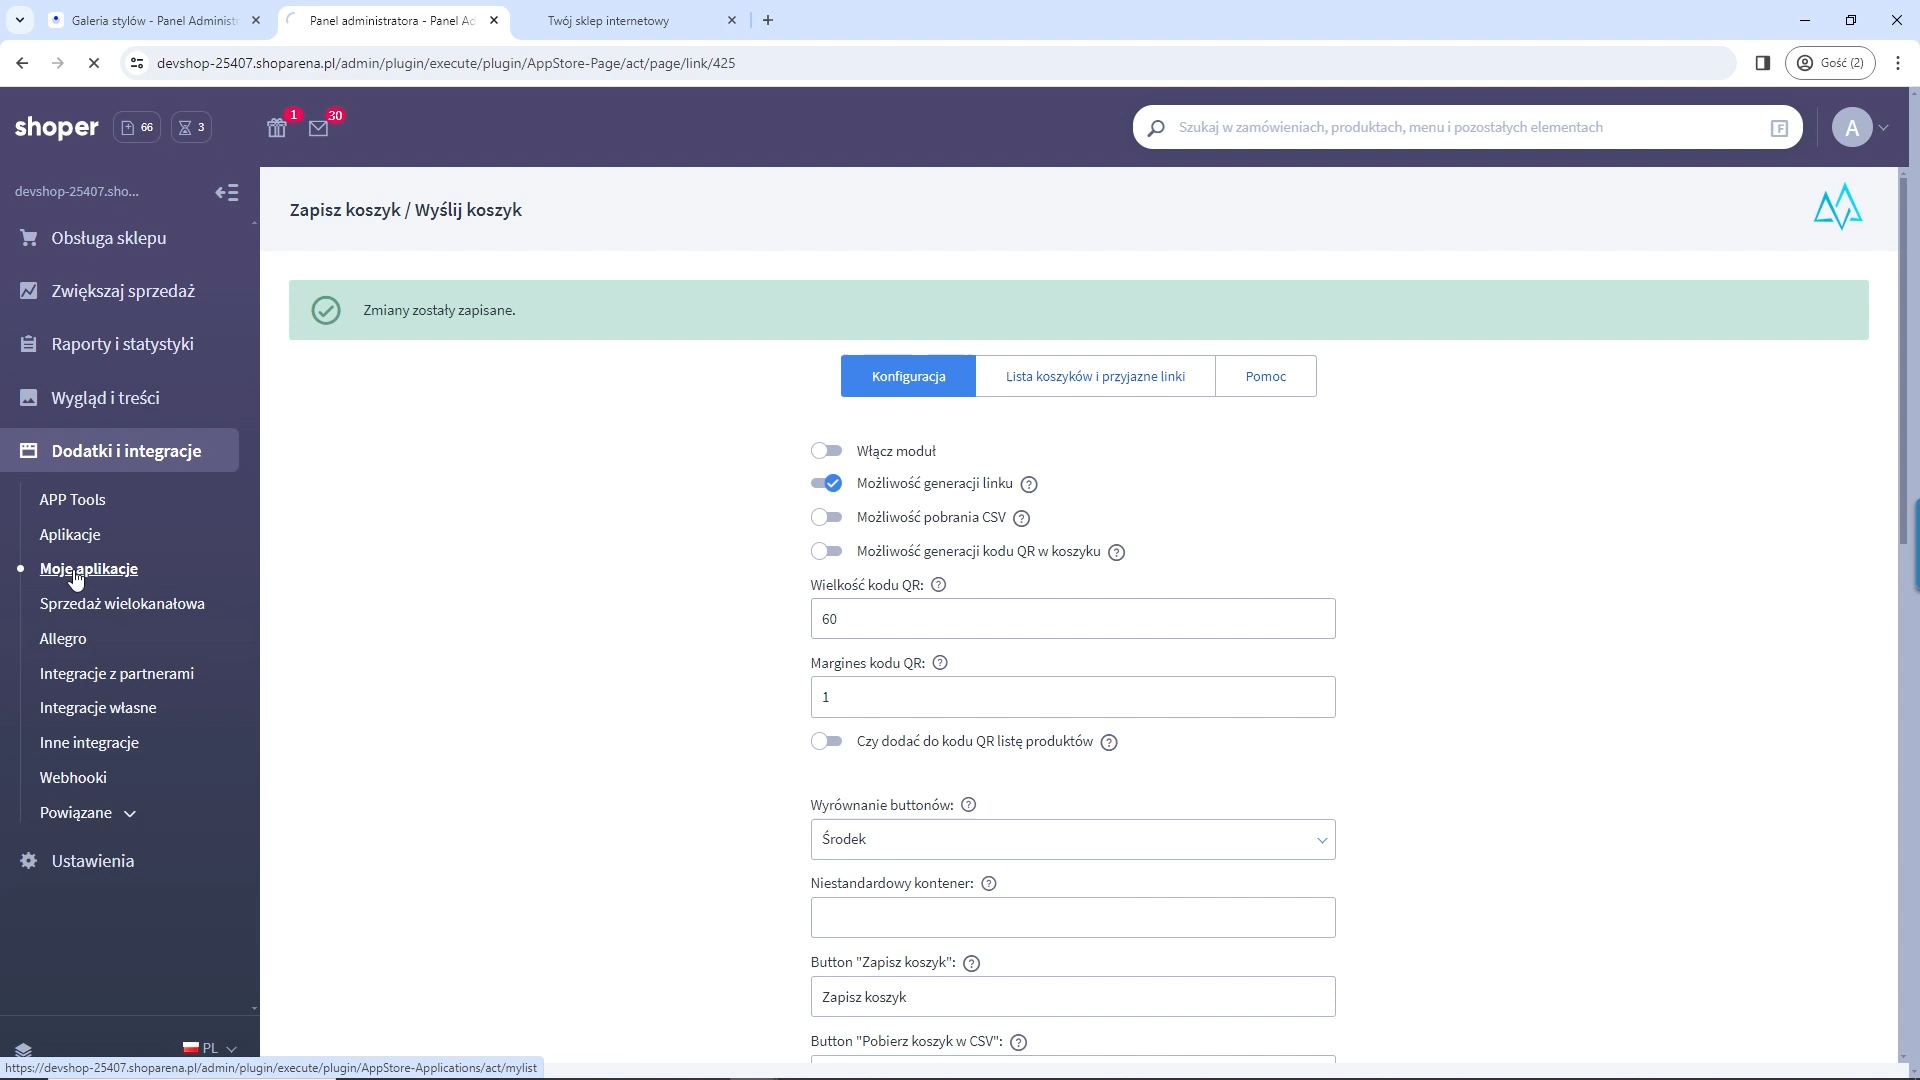 Galeria stylów - Panel Administ
Panel administratora - Panel Ad
Twój sklep internetowy
devshop-25407.shoparena.pl/admin/plugin/execute/plugin/AppStore-Page/act/page/link/425
Gość (2)
shoper
66
3
1
30
Szukaj w zamówieniach, produktach, menu i pozostałych elementach
F
A
devshop-25407.sho...
Zapisz koszyk / Wyślij koszyk
Obsługa sklepu
Zwiększaj sprzedaż
Raporty i statystyki
Wygląd i treści
Dodatki i integracje
APP Tools
Aplikacje
Moje aplikacje
Sprzedaż wielokanałowa
Allegro
Integracje z partnerami
Integracje własne
Inne integracje
Webhooki
Powiązane
Ustawienia
PL
Zmiany zostały zapisane.
Konfiguracja
Lista koszyków i przyjazne linki
Pomoc
Włącz moduł
Możliwość generacji linku ?
Możliwość pobrania CSV ?
Możliwość generacji kodu QR w koszyku ?
Wielkość kodu QR: ?
60
Margines kodu QR: ?
1
Czy dodać do kodu QR listę produktów ?
Wyrównanie buttonów: ?
Środek
Niestandardowy kontener: ?
Button "Zapisz koszyk": ?
Zapisz koszyk
Button "Pobierz koszyk w CSV": ?
https://devshop-25407.shoparena.pl/admin/plugin/execute/plugin/AppStore-Applications/act/mylist